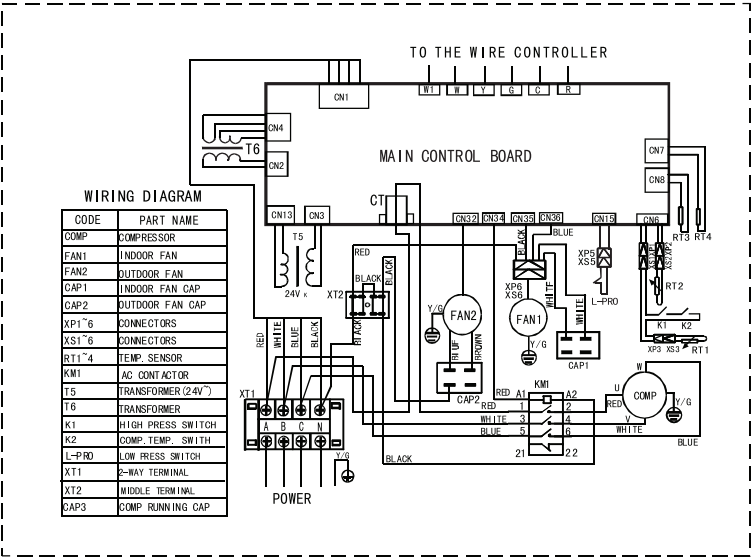 TO THE WIRE CONTROLLER
W1 W Y G C R
CN1
CN4
T6
CN2
MAIN CONTROL BOARD
CN7
CN8
CT
CN13 CN3 CN32 CN34 CN35 CN36 CN15 CN6
WIRING DIAGRAM
CODE PART NAME
COMP COMPRESSOR
FAN1 INDOOR FAN
FAN2 OUTDOOR FAN
CAP1 INDOOR FAN CAP
CAP2 OUTDOOR FAN CAP
XP1~6 CONNECTORS
XS1~6 CONNECTORS
RT1~4 TEMP. SENSOR
KM1 AC CONTACTOR
T5 TRANSFORMER(24V~)
T6 TRANSFORMER
K1 HIGH PRESS SWITCH
K2 COMP. TEMP. SWITH
L-PRO LOW PRESS SWITCH
XT1 2-WAY TERMINAL
XT2 MIDDLE TERMINAL
CAP3 COMP RUNNING CAP
T5
24V K
RED
BLACK
BLACK
XT2
BLACK
RED
WHITE
BLUE
BLACK
BLACK
BLUE
XP5
XS5
L-PRO
XS1XP1
XS2XP2
RT3 RT4
RT2
K1 K2
XP3 XS3 RT1
XP6
XS6
WHITE
WHITE
Y/G
FAN2
FAN1
Y/G
BROWN
CAP1
CAP2
XT1
A B C N
Y/G
POWER
RED A1 KM1 A2
RED 1 2
WHITE 3 4
BLUE 5 6
21 22
BLACK
U
RED
W
COMP
V
WHITE
Y/G
BLUE